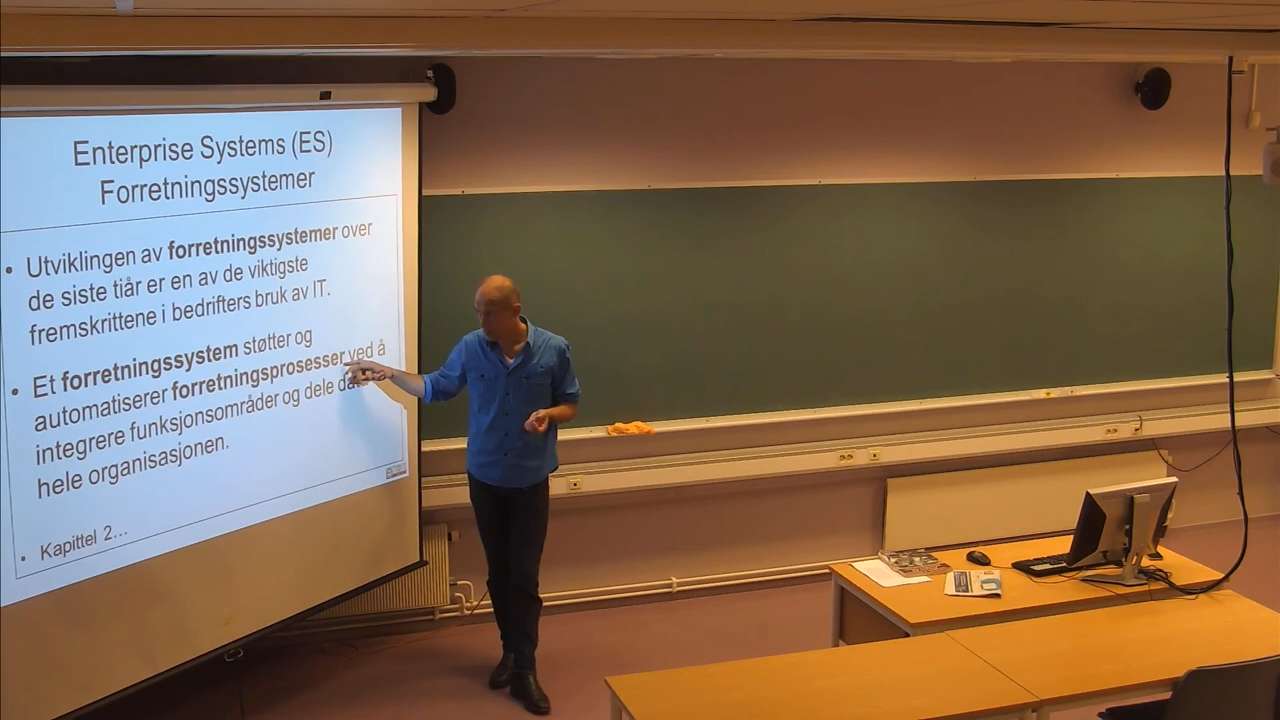 Enterprise Systems (ES)
Forretningssystemer
• Utviklingen av forretningssystemer over
de siste tiår er en av de viktigste
fremskrittene i bedrifters bruk av IT.
• Et forretningssystem støtter og
automatiserer forretningsprosesser ved å
integrere funksjonsområder og dele
hele organisasjonen.
• Kapittel 2…